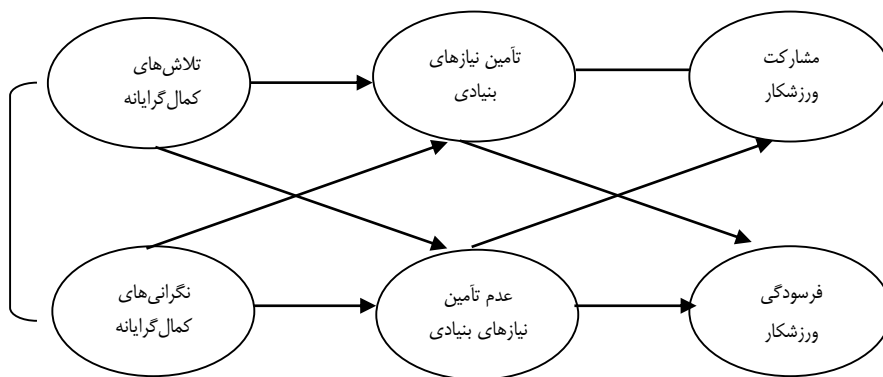 تلاش‌های
کمال‌گرایانه
تأمین نیازهای
بنیادی
مشارکت
ورزشکار
نگرانی‌های
کمال‌گرایانه
عدم تأمین
نیازهای بنیادی
فرسودگی
ورزشکار